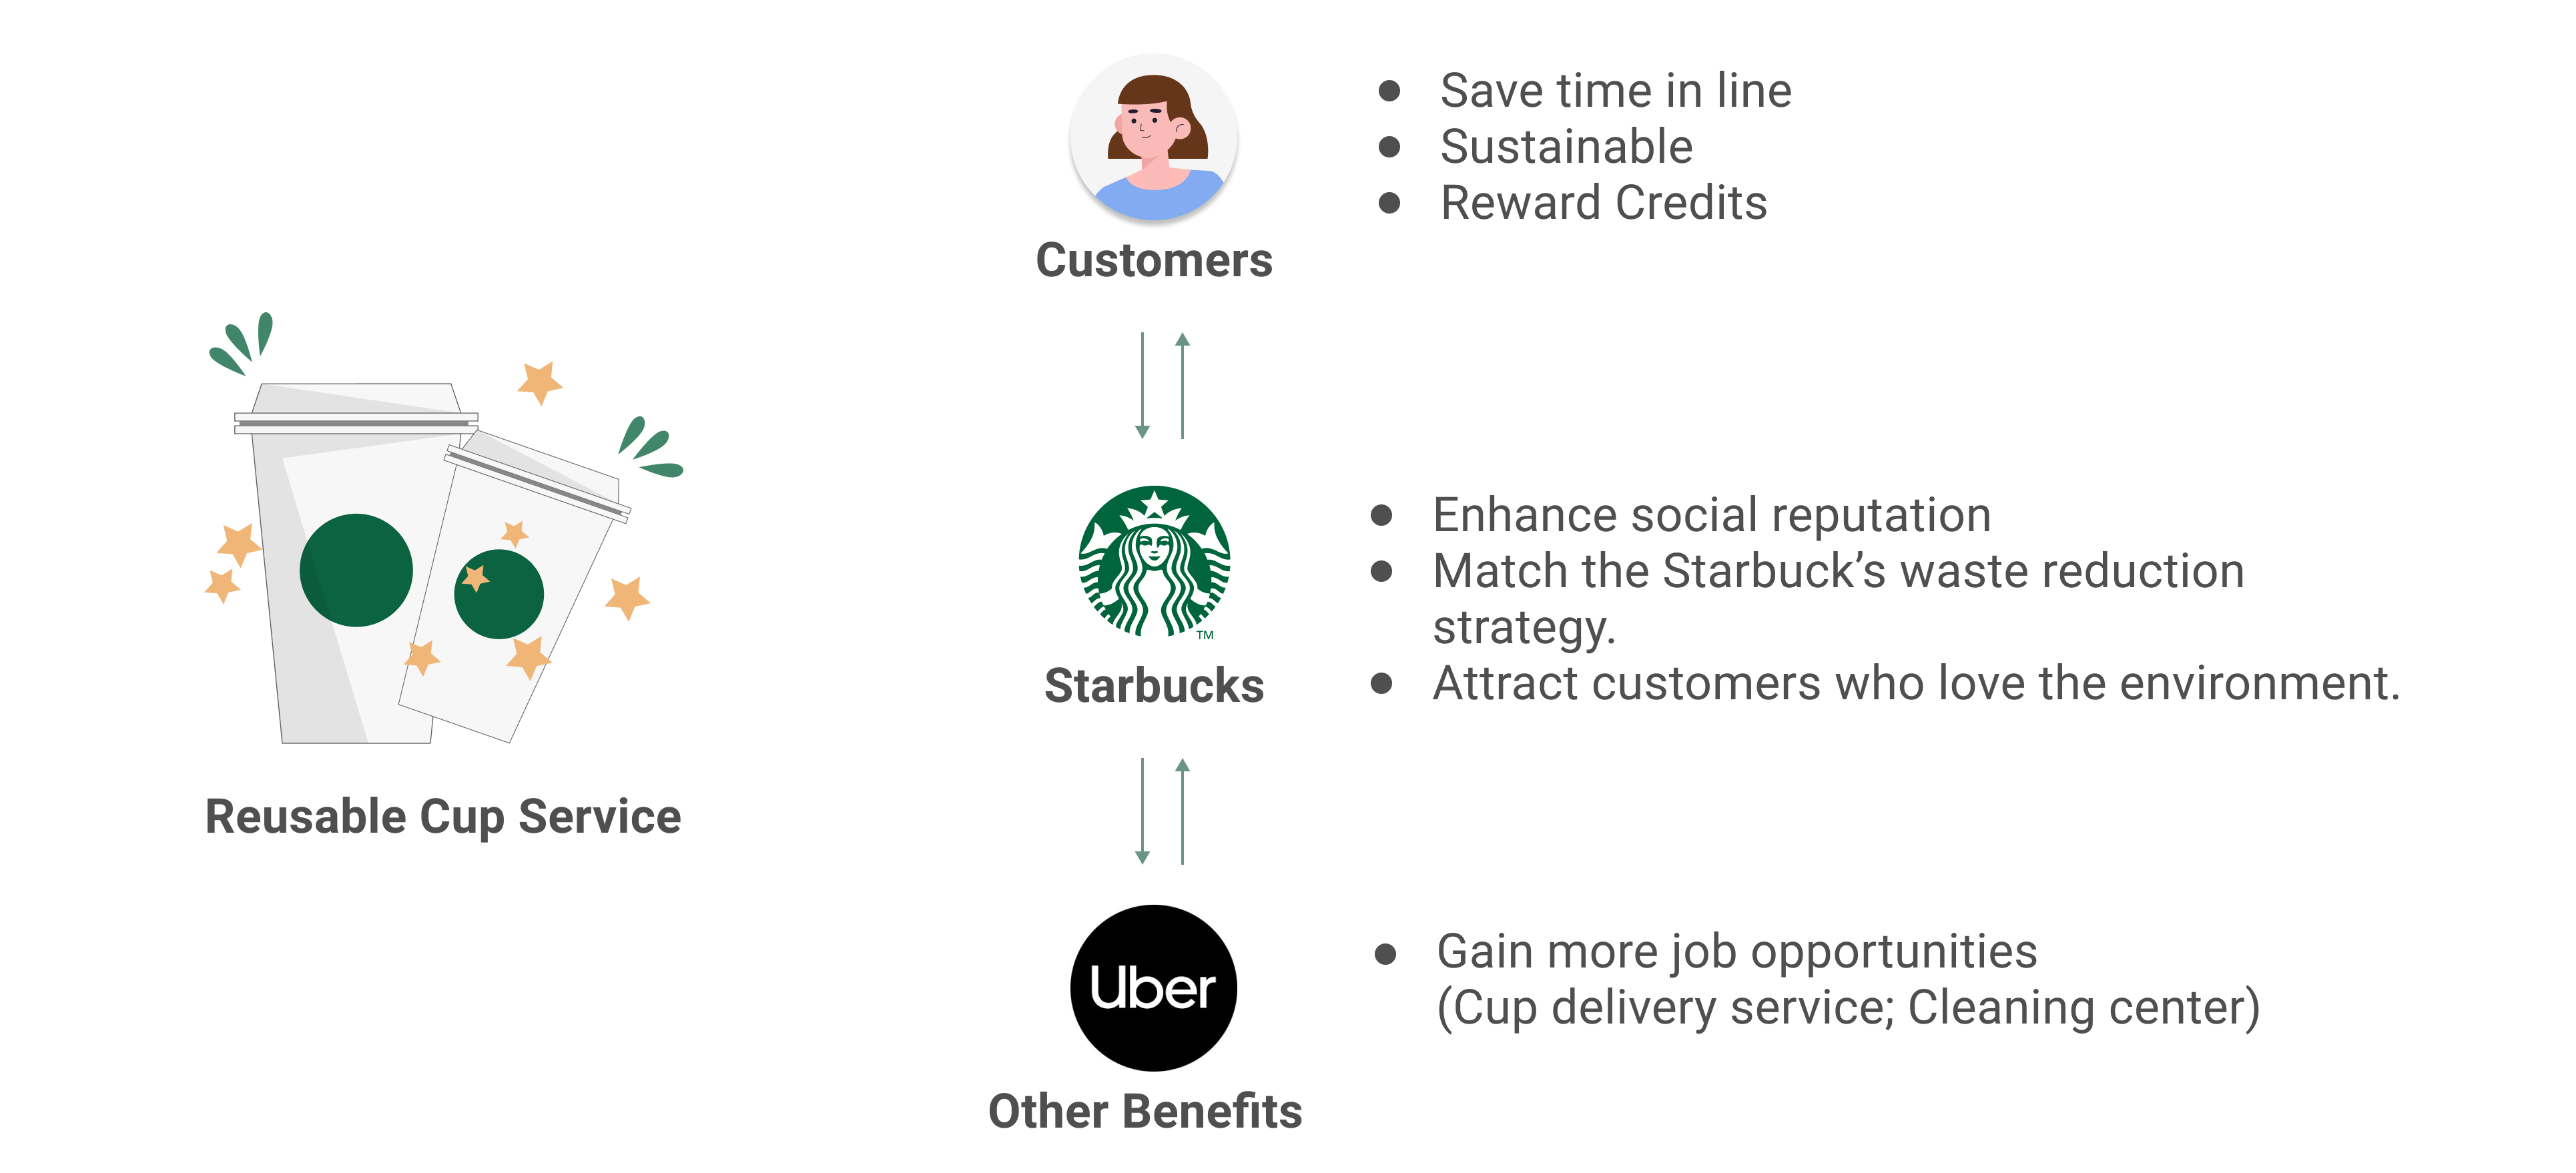 ● Save time in line
● Sustainable
● Reward Credits
Customers
● Enhance social reputation
● Match the Starbuck’s waste reduction
strategy.
● Attract customers who love the environment.
TM
Starbucks
Reusable Cup Service
● Gain more job opportunities
(Cup delivery service; Cleaning center)
Uber
Other Benefits